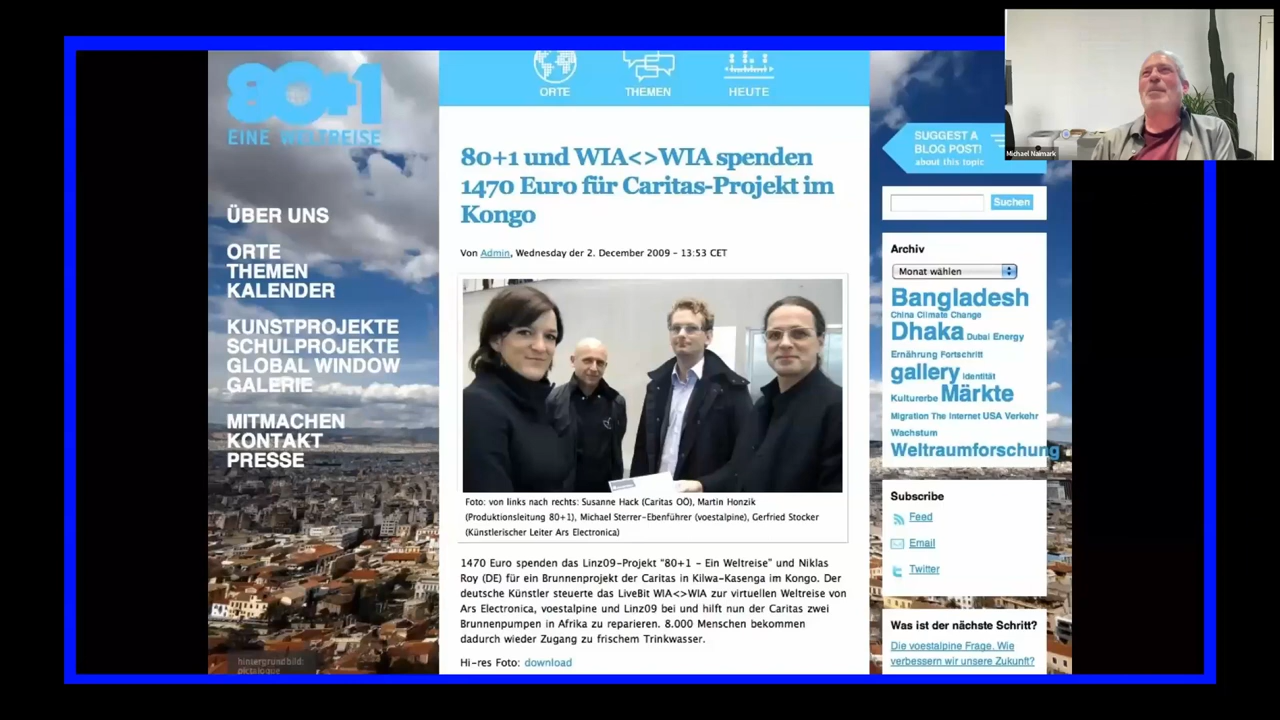 80+1
EINE WELTREISE
ÜBER UNS
ORTE
THEMEN
KALENDER
KUNSTPROJEKTE
SCHULPROJEKTE
GLOBAL WINDOW
GALERIE
MITMACHEN
KONTAKT
PRESSE
hintergrundbild:
pictalogue
ORTE
THEMEN
HEUTE
80+1 und WIA<>WIA spenden
1470 Euro für Caritas-Projekt im
Kongo
Von Admin, Wednesday der 2. December 2009 - 13:53 CET
Foto: von links nach rechts: Susanne Hack (Caritas OÖ), Martin Honzik
(Produktionsleitung 80+1), Michael Sterrer-Ebenführer (voestalpine), Gerfried Stocker
(Künstlerischer Leiter Ars Electronica)
1470 Euro spenden das Linz09-Projekt "80+1 – Ein Weltreise" und Niklas
Roy (DE) für ein Brunnenprojekt der Caritas in Kilwa-Kasenga im Kongo. Der
deutsche Künstler steuerte das LiveBit WIA<>WIA zur virtuellen Weltreise von
Ars Electronica, voestalpine und Linz09 bei und hilft nun der Caritas zwei
Brunnenpumpen in Afrika zu reparieren. 8.000 Menschen bekommen
dadurch wieder Zugang zu frischem Trinkwasser.
Hi-res Foto: download
SUGGEST A
BLOG POST!
about this topic
Suchen
Archiv
Monat wählen
Bangladesh
China Climate Change
Dhaka Dubai Energy
Ernährung Fortschritt
gallery Identität
Kulturerbe Märkte
Migration The Internet USA Verkehr
Wachstum
Weltraumforschung
Subscribe
Feed
Email
Twitter
Was ist der nächste Schritt?
Die voestalpine Frage. Wie
verbessern wir unsere Zukunft?
Michael Naimark